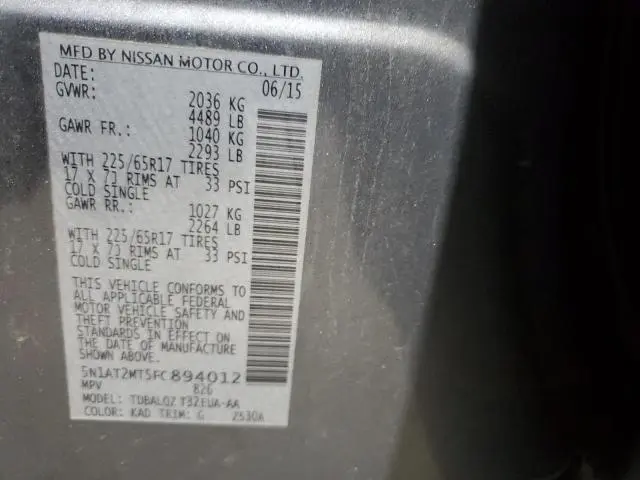 MFD BY NISSAN MOTOR CO., LTD.
DATE: 06/15
GVWR: 2036 KG
4489 LB
GAWR FR.: 1040 KG
2293 LB
WITH 225/65R17 TIRES
17 X 7J RIMS AT 33 PSI
COLD SINGLE
GAWR RR.: 1027 KG
2264 LB
WITH 225/65R17 TIRES
17 X 7J RIMS AT 33 PSI
COLD SINGLE
THIS VEHICLE CONFORMS TO
ALL APPLICABLE FEDERAL
MOTOR VEHICLE SAFETY AND
THEFT PREVENTION
STANDARDS IN EFFECT ON
THE DATE OF MANUFACTURE
SHOWN ABOVE.
5N1AT2MT5FC894012
MPV 826
MODEL: TDBALQZ T32EUA-AA
COLOR: KAD TRIM: G 2530A